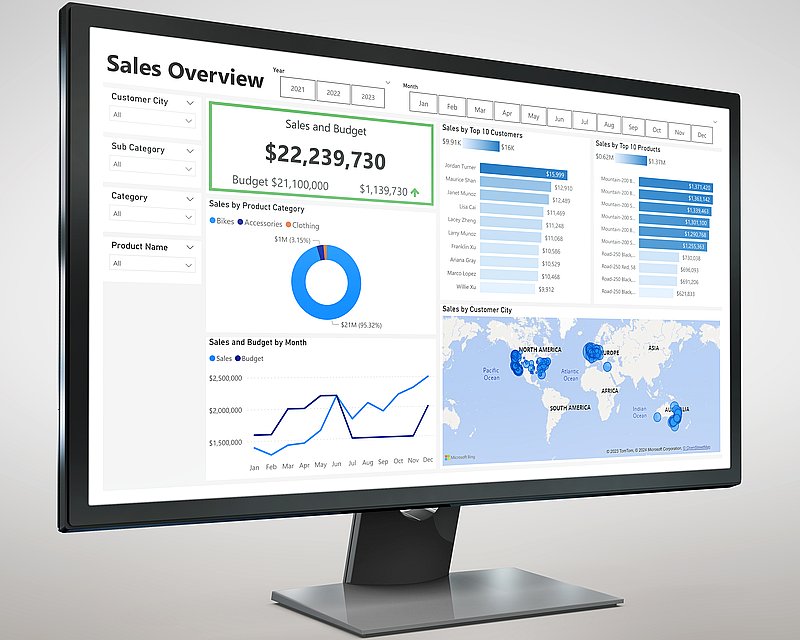 Sales Overview
Year
2021
2022
2023
Month
Jan
Feb
Mar
Apr
May
Jun
Jul
Aug
Sep
Oct
Nov
Dec
Customer City
All
Sub Category
All
Category
All
Product Name
All
Sales and Budget
$22,239,730
Budget $21,100,000
$1,139,730
Sales by Product Category
Bikes Accessories Clothing
$1M (3.15%)
$21M (95.32%)
Sales and Budget by Month
Sales Budget
$2,500,000
$2,000,000
$1,500,000
Jan Feb Mar Apr May Jun Jul Aug Sep Oct Nov Dec
Sales by Top 10 Customers
$9.91K $16K
Jordan Turner $15,999
Maurice Shan $12,910
Janet Munoz $12,489
Lisa Cai $11,469
Lacey Zheng $11,248
Larry Munoz $11,068
Franklin Xu $10,586
Ariana Gray $10,529
Marco Lopez $10,468
Willie Xu $9,912
Sales by Top 10 Products
$0.62M $1.37M
Mountain-200 B... $1,371,420
Mountain-200 B... $1,363,142
Mountain-200 S... $1,339,463
Mountain-200 S... $1,301,100
Mountain-200 B... $1,290,768
Mountain-200 S... $1,255,363
Road-250 Black... $730,038
Road-250 Red, 58 $696,093
Road-250 Black... $691,206
Road-250 Black... $621,833
Sales by Customer City
NORTH AMERICA
ASIA
Pacific
Ocean
Atlantic
Ocean
AFRICA
SOUTH AMERICA
Indian
Ocean
Microsoft Bing
© 2023 TomTom, © 2024 Microsoft Corporation, © OpenStreetMap